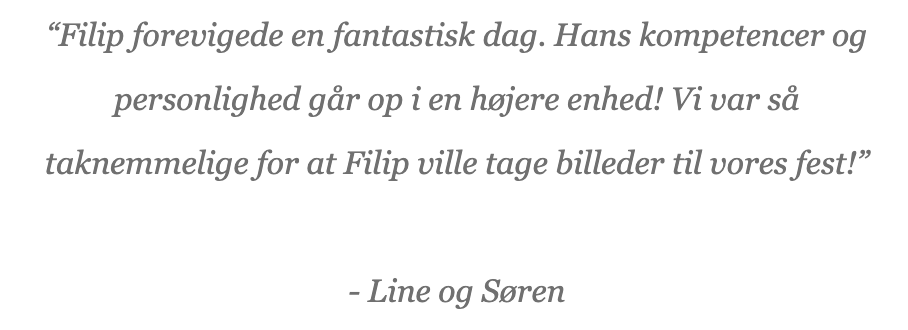 “Filip forevigede en fantastisk dag. Hans kompetencer og
personlighed går op i en højere enhed! Vi var så
taknemmelige for at Filip ville tage billeder til vores fest!”
- Line og Søren